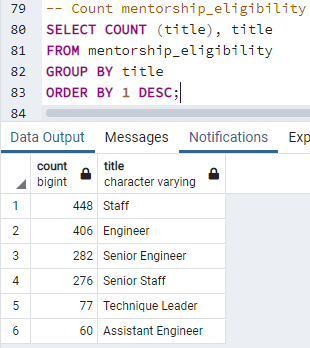 79 -- Count mentorship_eligibility
80 SELECT COUNT (title), title
81 FROM mentorship_eligibility
82 GROUP BY title
83 ORDER BY 1 DESC;
84
Data Output Messages Notifications Exp
count bigint title character varying
1 448 Staff
2 406 Engineer
3 282 Senior Engineer
4 276 Senior Staff
5 77 Technique Leader
6 60 Assistant Engineer